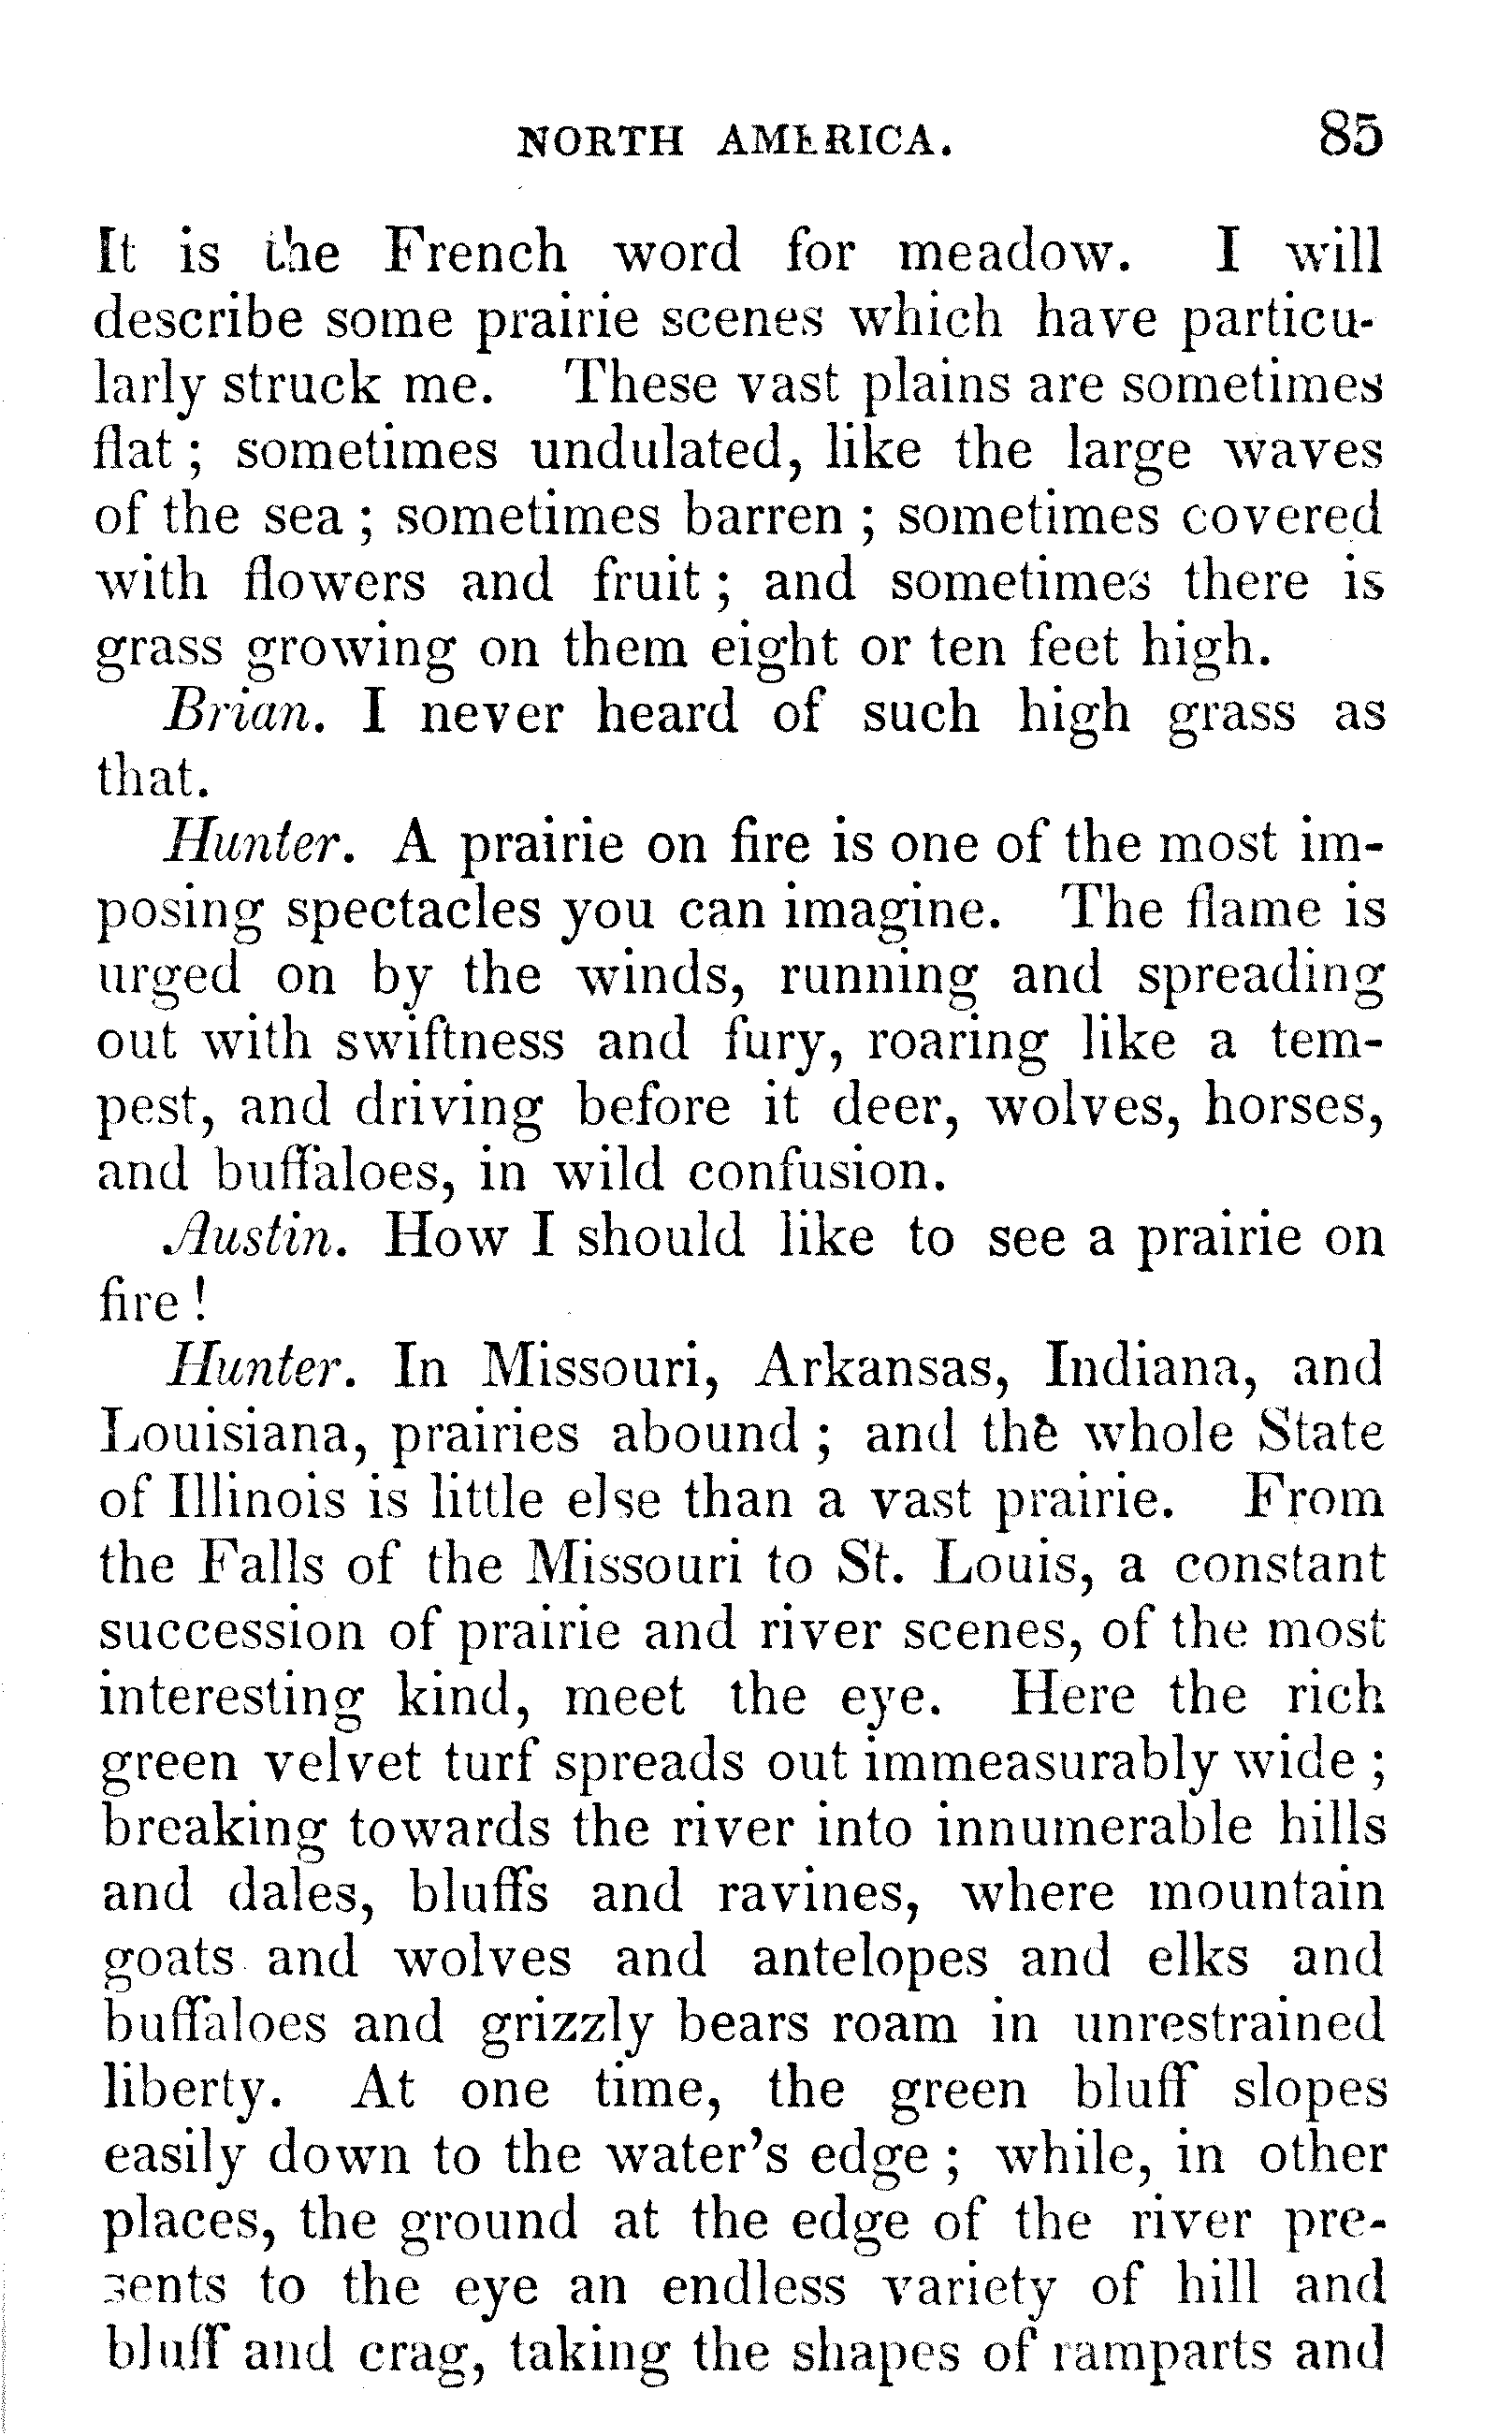 NORTH AMERICA. 85
It is the French word for meadow. I will
describe some prairie scenes which have particu-
larly struck me. These vast plains are sometimes
flat ; sometimes undulated, like the large waves
of the sea ; sometimes barren ; sometimes covered
with flowers and fruit ; and sometimes there is
grass growing on them eight or ten feet high.
Brian. I never heard of such high grass as
that.
Hunter. A prairie on fire is one of the most im-
posing spectacles you can imagine. The flame is
urged on by the winds, running and spreading
out with swiftness and fury, roaring like a tem-
pest, and driving before it deer, wolves, horses,
and buffaloes, in wild confusion.
Austin. How I should like to see a prairie on
fire !
Hunter. In Missouri, Arkansas, Indiana, and
Louisiana, prairies abound ; and the whole State
of Illinois is little else than a vast prairie. From
the Falls of the Missouri to St. Louis, a constant
succession of prairie and river scenes, of the most
interesting kind, meet the eye. Here the rich
green velvet turf spreads out immeasurably wide ;
breaking towards the river into innumerable hills
and dales, bluffs and ravines, where mountain
goats and wolves and antelopes and elks and
buffaloes and grizzly bears roam in unrestrained
liberty. At one time, the green bluff slopes
easily down to the water's edge ; while, in other
places, the ground at the edge of the river pre-
sents to the eye an endless variety of hill and
bluff and crag, taking the shapes of ramparts and